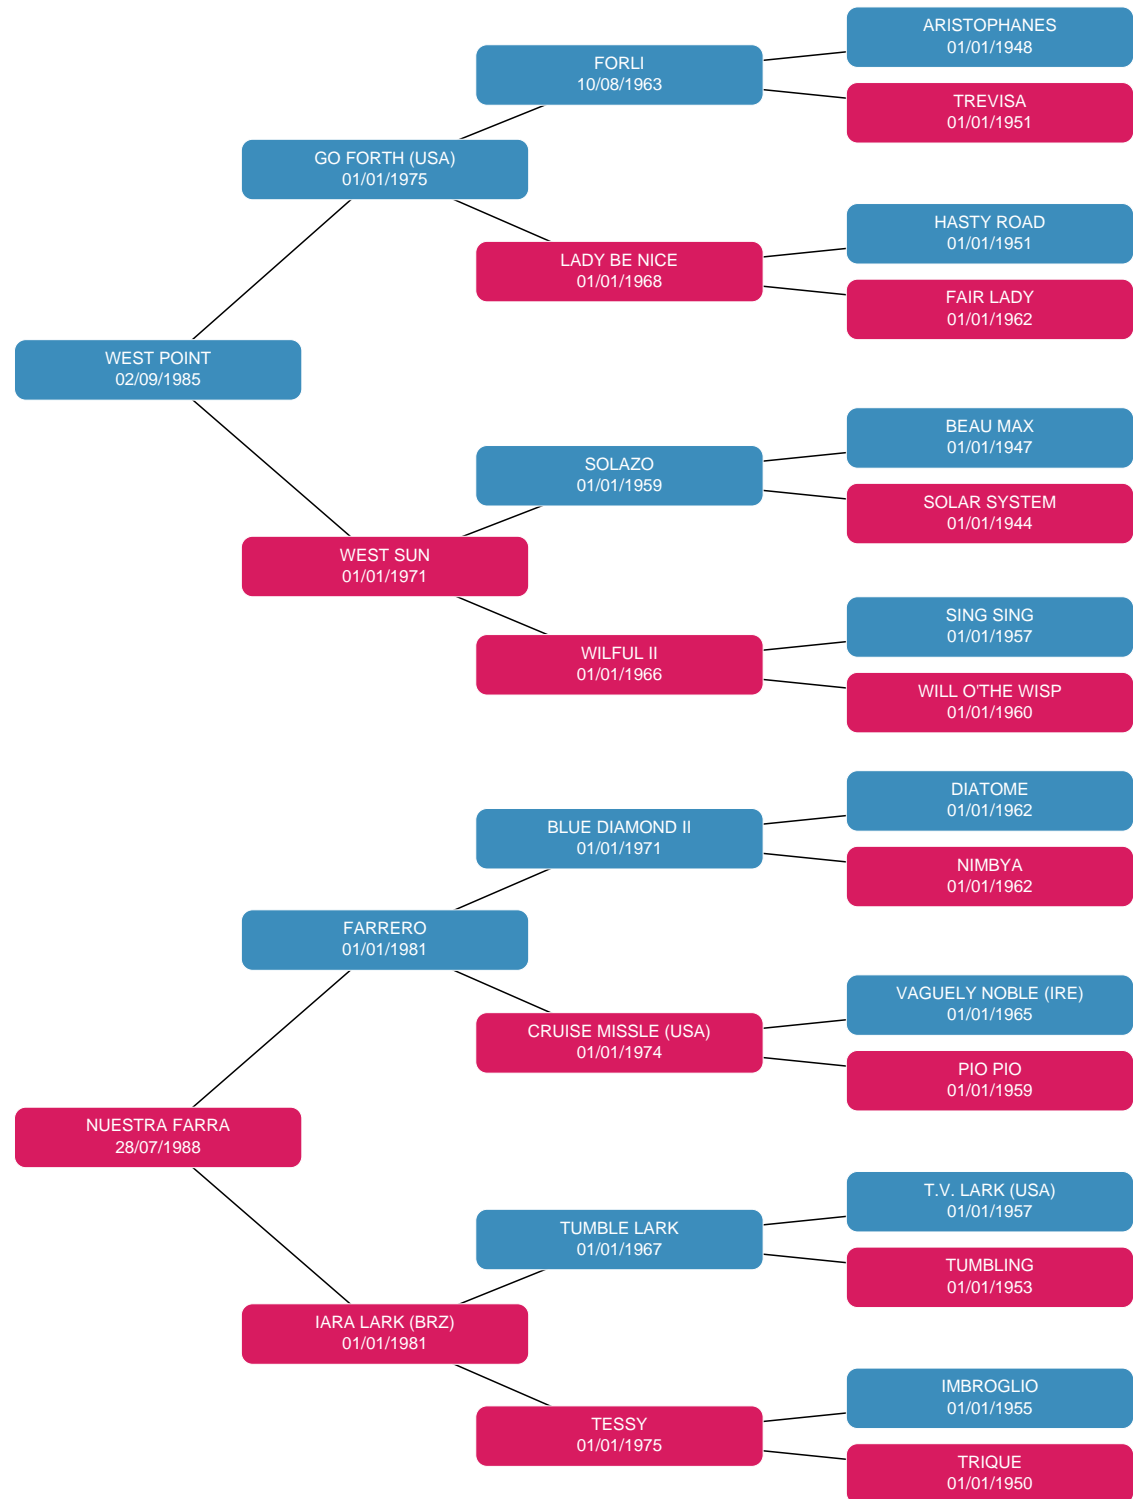 ARISTOPHANES
01/01/1948
FORLI
10/08/1963
TREVISA
01/01/1951
GO FORTH (USA)
01/01/1975
HASTY ROAD
01/01/1951
LADY BE NICE
01/01/1968
FAIR LADY
01/01/1962
WEST POINT
02/09/1985
BEAU MAX
01/01/1947
SOLAZO
01/01/1959
SOLAR SYSTEM
01/01/1944
WEST SUN
01/01/1971
SING SING
01/01/1957
WILFUL II
01/01/1966
WILL O'THE WISP
01/01/1960
DIATOME
01/01/1962
BLUE DIAMOND II
01/01/1971
NIMBYA
01/01/1962
FARRERO
01/01/1981
VAGUELY NOBLE (IRE)
01/01/1965
CRUISE MISSLE (USA)
01/01/1974
PIO PIO
01/01/1959
NUESTRA FARRA
28/07/1988
T.V. LARK (USA)
01/01/1957
TUMBLE LARK
01/01/1967
TUMBLING
01/01/1953
IARA LARK (BRZ)
01/01/1981
IMBROGLIO
01/01/1955
TESSY
01/01/1975
TRIQUE
01/01/1950